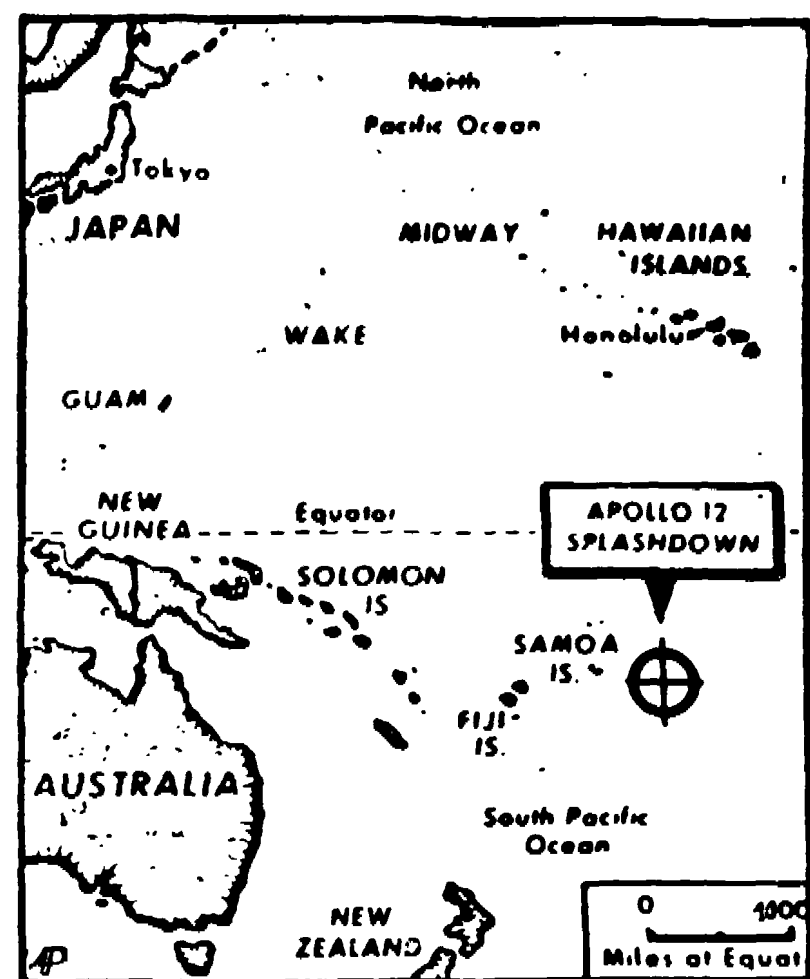 North
Pacific Ocean
Tokyo
JAPAN
MIDWAY
HAWAIIAN
ISLANDS
WAKE
Honolulu
GUAM
NEW
GUINEA
Equator
APOLLO 12
SPLASHDOWN
SOLOMON
IS
SAMOA
IS.
FIJI
IS.
AUSTRALIA
South Pacific
Ocean
NEW
ZEALAND
0 1000
Miles at Equat
AP